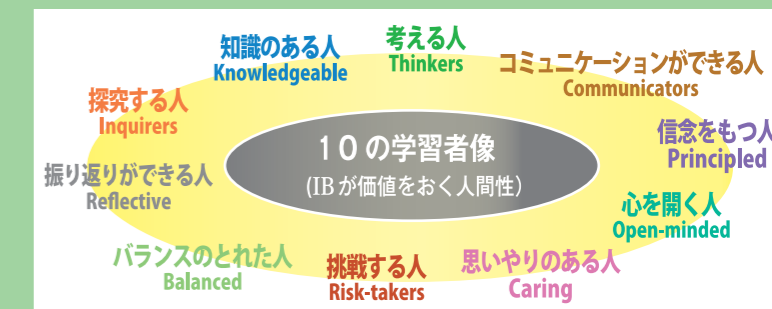 知識のある人
Knowledgeable
考える人
Thinkers
コミュニケーションができる人
Communicators
探究する人
Inquirers
信念をもつ人
Principled
10の学習者像
(IBが価値をおく人間性)
振り返りができる人
Reflective
心を開く人
Open-minded
バランスのとれた人
Balanced
挑戦する人
Risk-takers
思いやりのある人
Caring